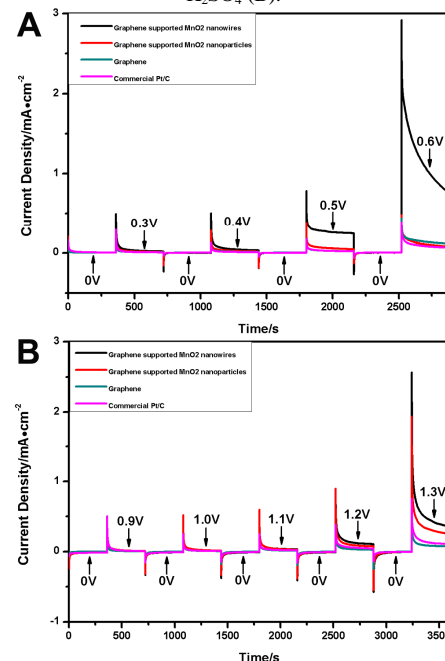 K2SO4 (B).
A
Graphene supported MnO2 nanowires
Graphene supported MnO2 nanoparticles
Graphene
Commercial Pt/C
Current Density/mA•cm-2
3
2
1
0
0.3V
0.4V
0.5V
0.6V
0V
0V
0V
0V
0
500
1000
1500
2000
2500
Time/s
B
Graphene supported MnO2 nanowires
Graphene supported MnO2 nanoparticles
Graphene
Commercial Pt/C
Current Density/mA•cm-2
3
2
1
0
-1
0.9V
1.0V
1.1V
1.2V
1.3V
0V
0V
0V
0V
0V
0
500
1000
1500
2000
2500
3000
Time/s